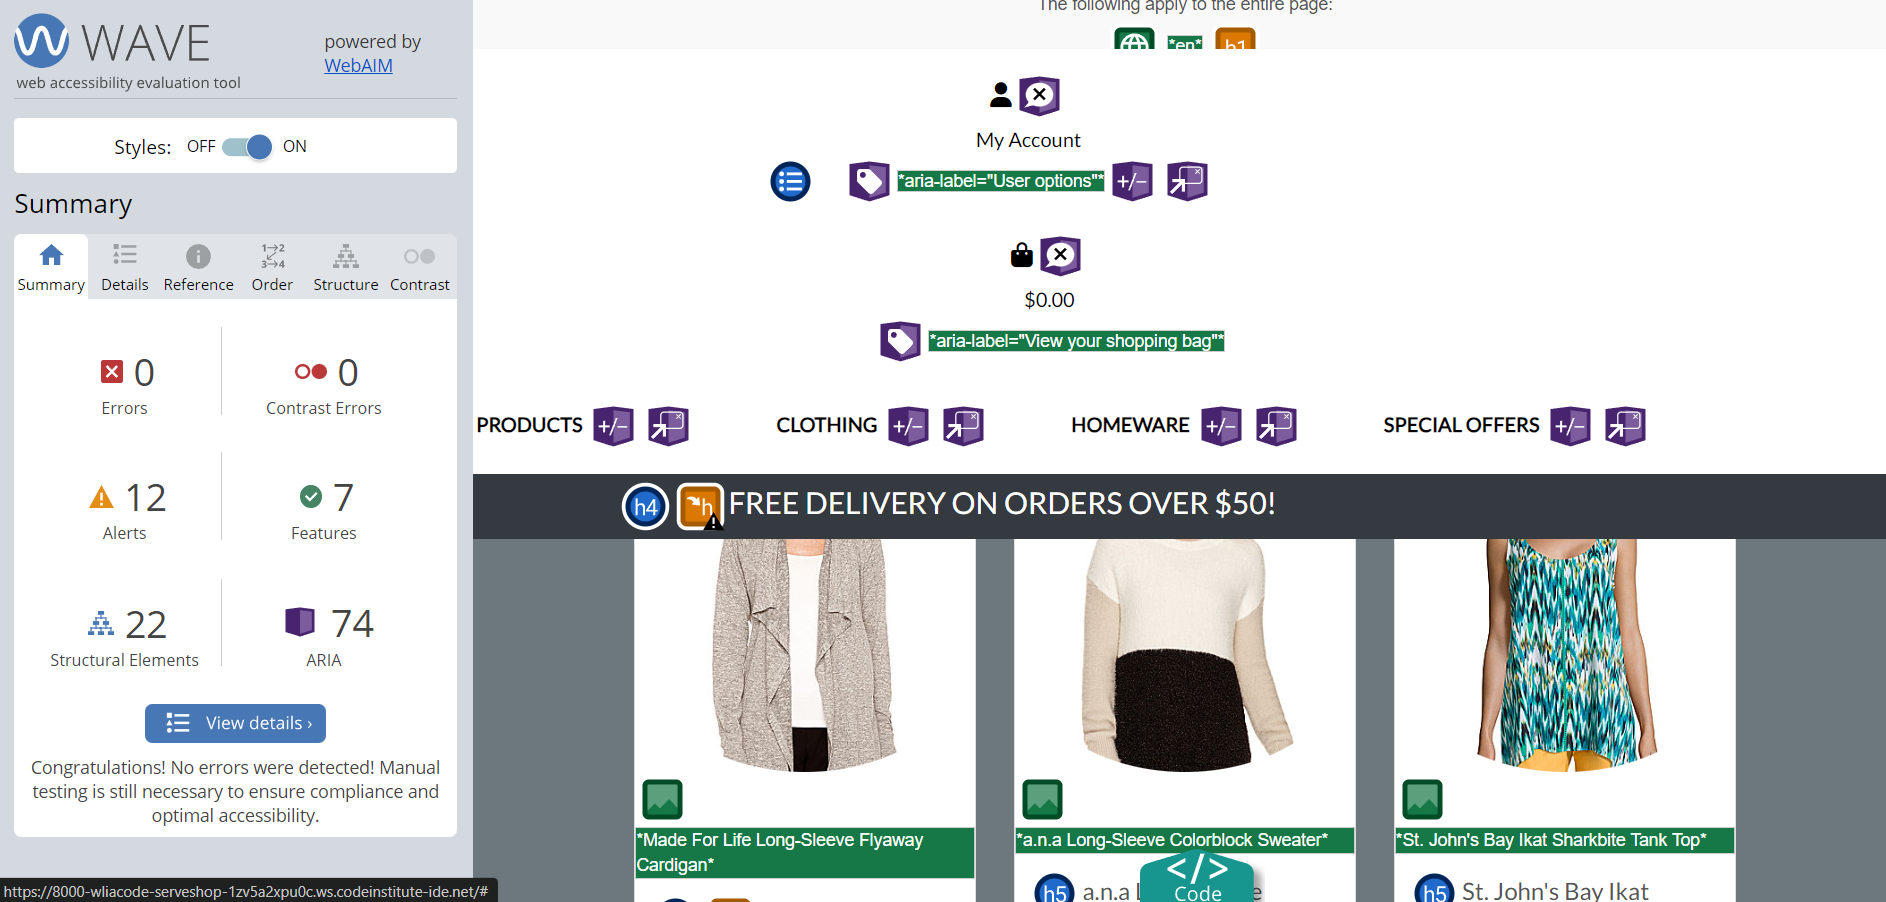 WAVE
powered by
WebAIM
web accessibility evaluation tool
Styles: OFF ON
Summary
Summary Details Reference Order Structure Contrast
0 0
Errors Contrast Errors
12 7
Alerts Features
22 74
Structural Elements ARIA
View details ›
Congratulations! No errors were detected! Manual
testing is still necessary to ensure compliance and
optimal accessibility.
https://8000-wliacode-serveshop-1zv5a2xpu0c.ws.codeinstitute-ide.net/#
The following apply to the entire page:
*en* h1
My Account
*aria-label="User options"* +/-
$0.00
*aria-label="View your shopping bag"*
PRODUCTS +/- CLOTHING +/- HOMEWARE +/- SPECIAL OFFERS +/-
h4 h FREE DELIVERY ON ORDERS OVER $50!
*Made For Life Long-Sleeve Flyaway
Cardigan*
*a.n.a Long-Sleeve Colorblock Sweater*
*St. John's Bay Ikat Sharkbite Tank Top*
h5 a.n.a
</> Code
h5 St. John's Bay Ikat